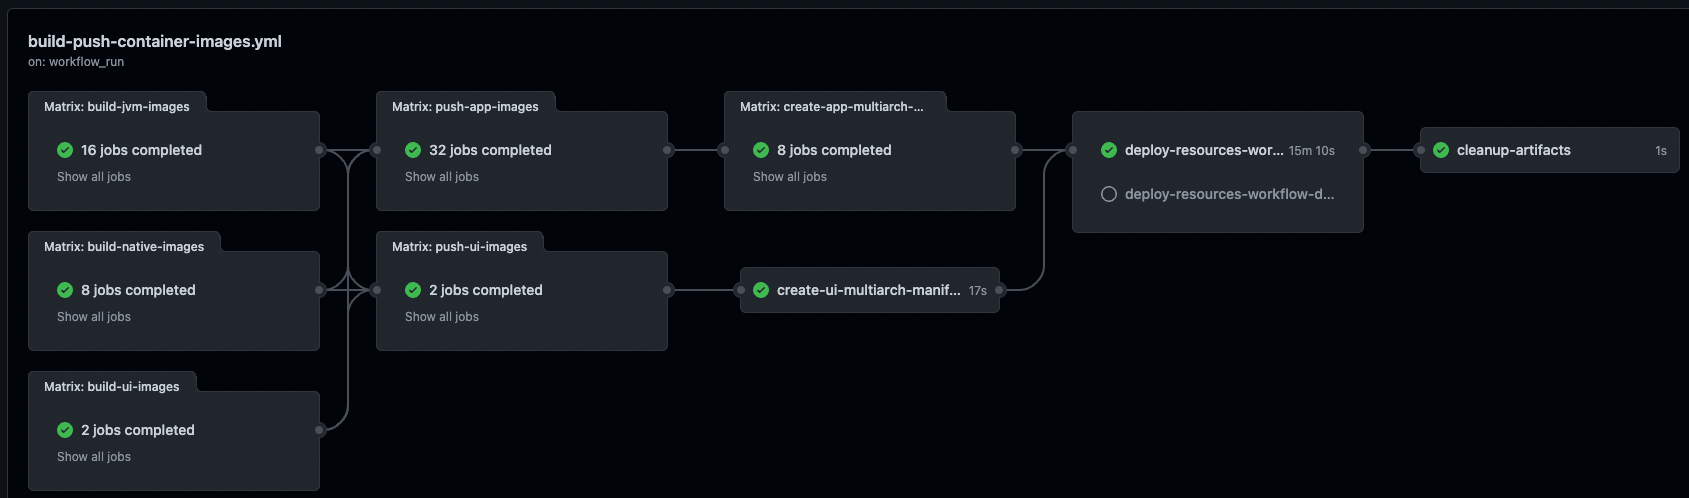 build-push-container-images.yml
on: workflow_run
Matrix: build-jvm-images
16 jobs completed
Show all jobs
Matrix: build-native-images
8 jobs completed
Show all jobs
Matrix: build-ui-images
2 jobs completed
Show all jobs
Matrix: push-app-images
32 jobs completed
Show all jobs
Matrix: push-ui-images
2 jobs completed
Show all jobs
Matrix: create-app-multiarch-...
8 jobs completed
Show all jobs
create-ui-multiarch-manif... 17s
deploy-resources-wor... 15m 10s
deploy-resources-workflow-d...
cleanup-artifacts 1s